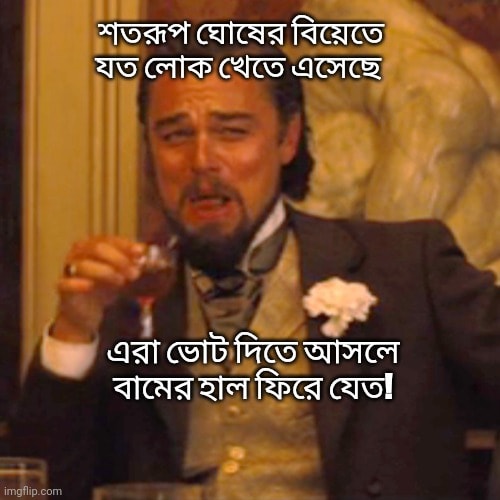 শতরূপ ঘোষের বিয়েতে
যত লোক খেতে এসেছে
এরা ভোট দিতে আসলে
বামের হাল ফিরে যেত!
imgflip.com